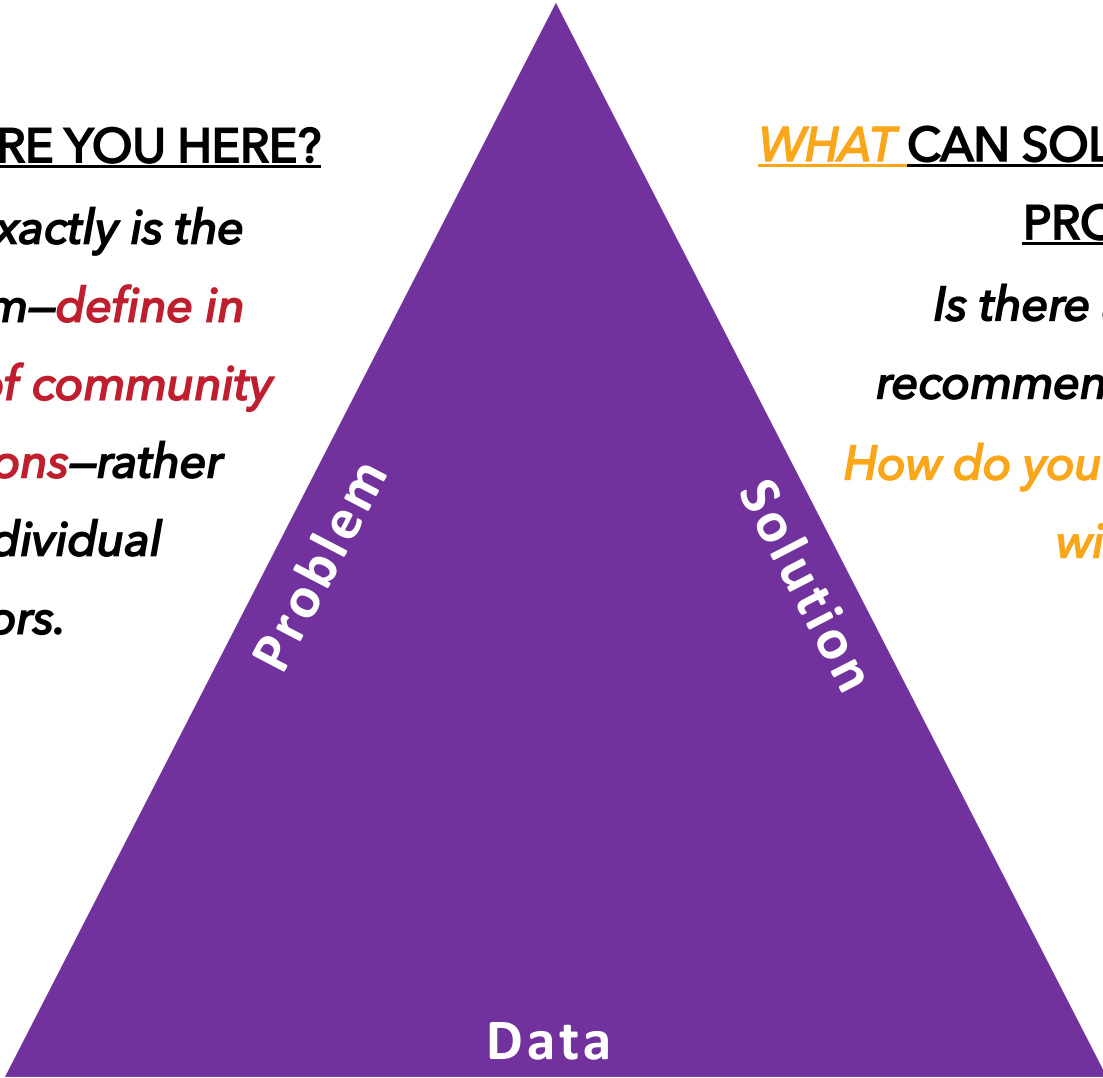 RE YOU HERE?
xactly is the
m—define in
of community
ons—rather
dividual
ors.
Problem
WHAT CAN SOL
PRO
Is there
recommen
How do you
wi
Solution
Data